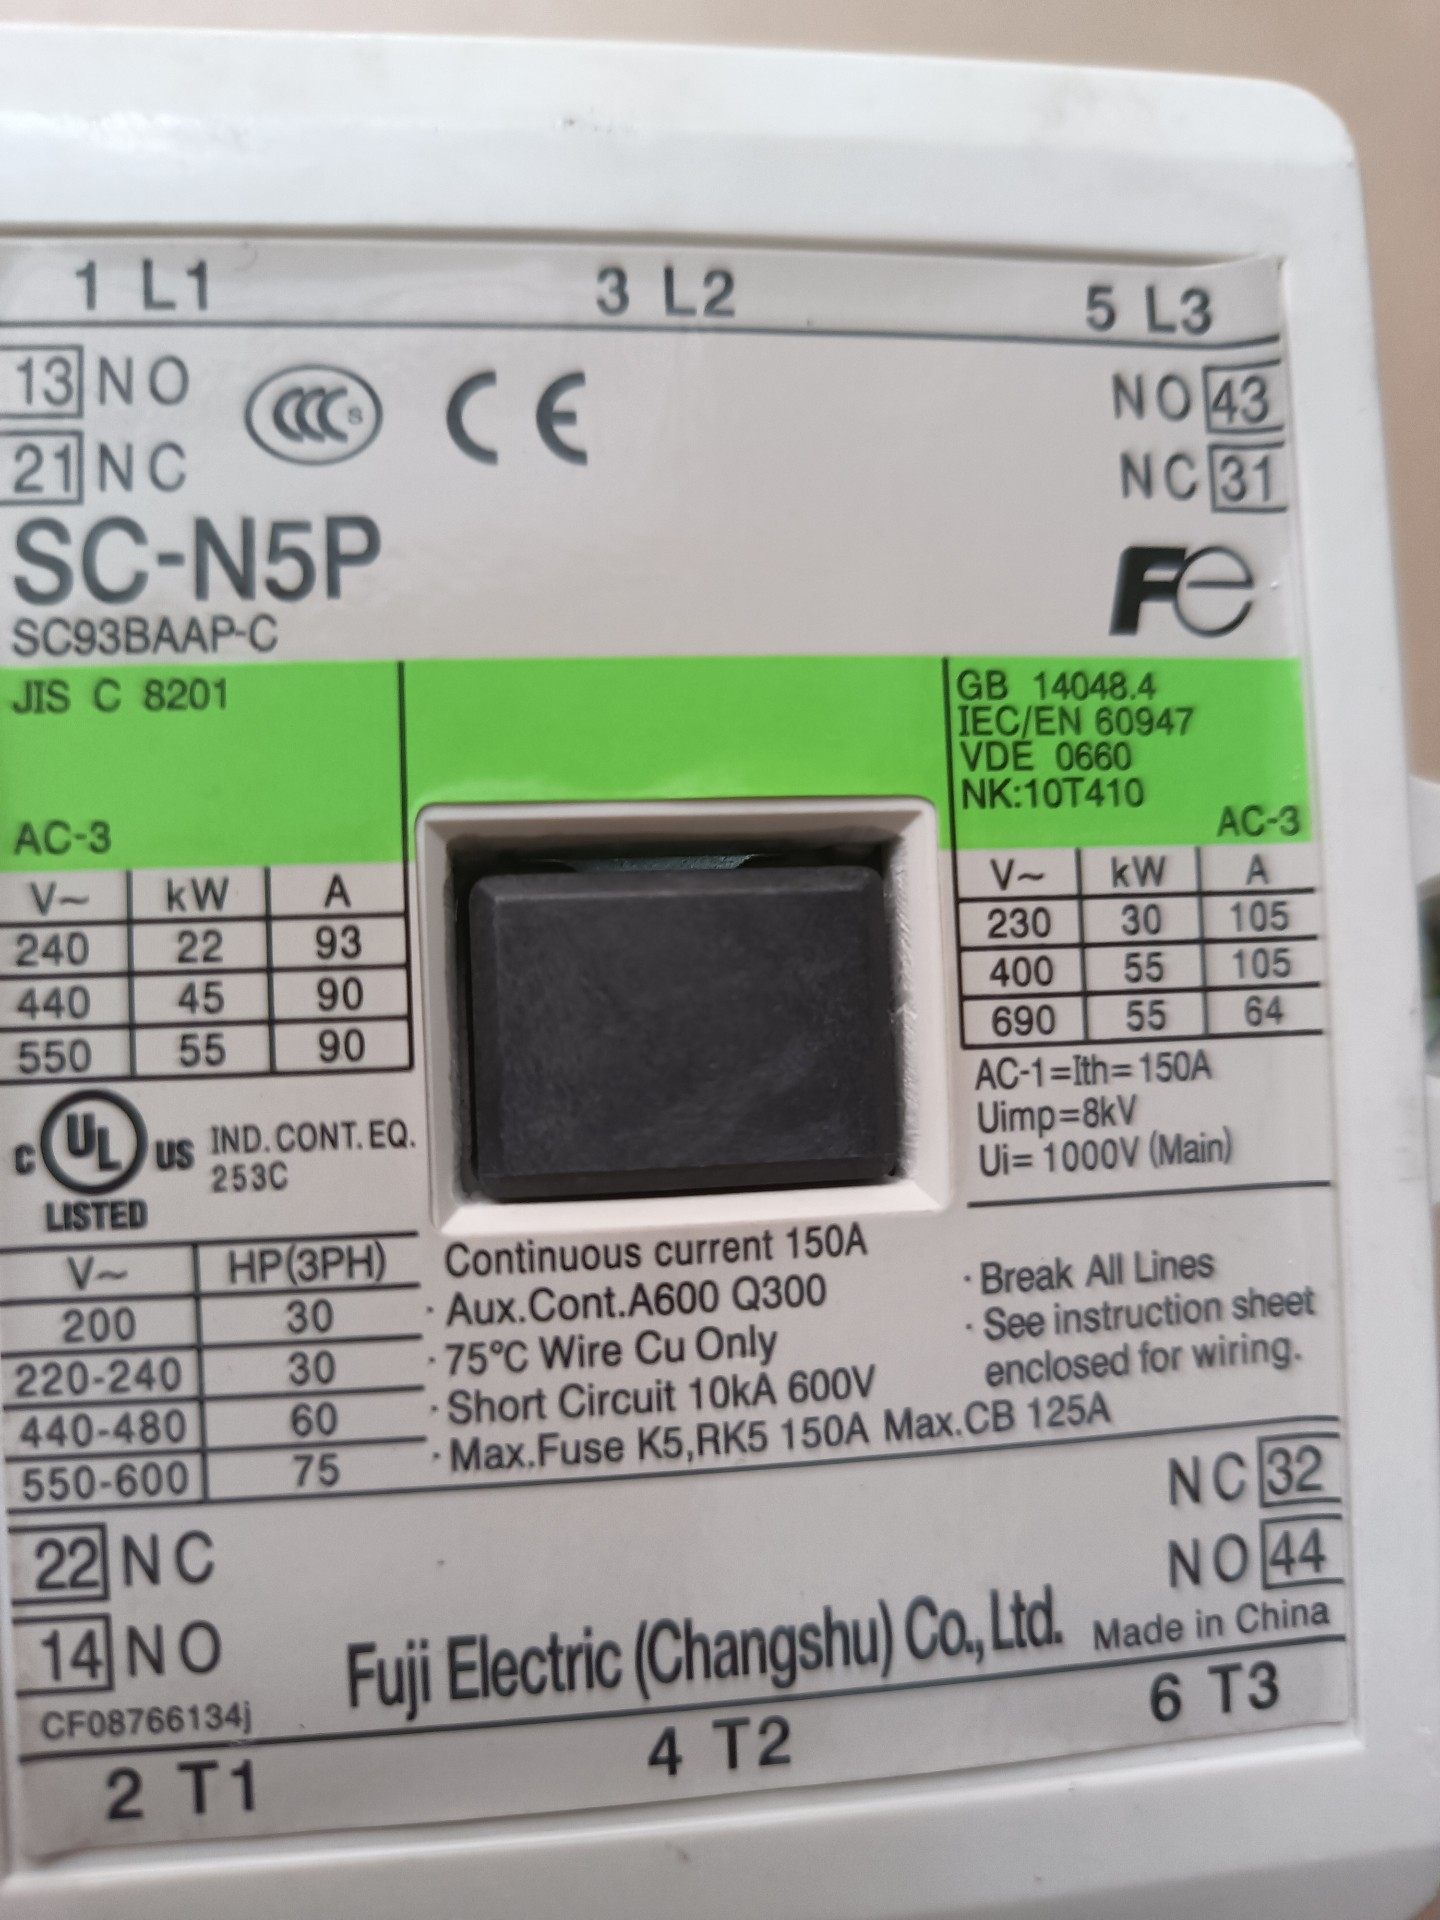 1 L1 3 L2 5 L3
13 NO CCC S CE NO 43
21 NC NC 31
SC-N5P Fe
SC93BAAP-C
JIS C 8201
AC-3
V~ kW A
240 22 93
440 45 90
550 55 90
GB 14048.4
IEC/EN 60947
VDE 0660
NK:10T410
AC-3
V~ kW A
230 30 105
400 55 105
690 55 64
AC-1=Ith=150A
Uimp=8kV
Ui=1000V (Main)
C UL US IND.CONT.EQ.
253C
LISTED
V~ HP(3PH)
200 30
220-240 30
440-480 60
550-600 75
Continuous current 150A
· Aux.Cont.A600 Q300
· 75°C Wire Cu Only
· Short Circuit 10kA 600V
· Max.Fuse K5,RK5 150A Max.CB 125A
· Break All Lines
· See instruction sheet
enclosed for wiring.
22 NC NC 32
14 NO NO 44
Fuji Electric (Changshu) Co., Ltd. Made in China
CF08766134j
2 T1 4 T2 6 T3